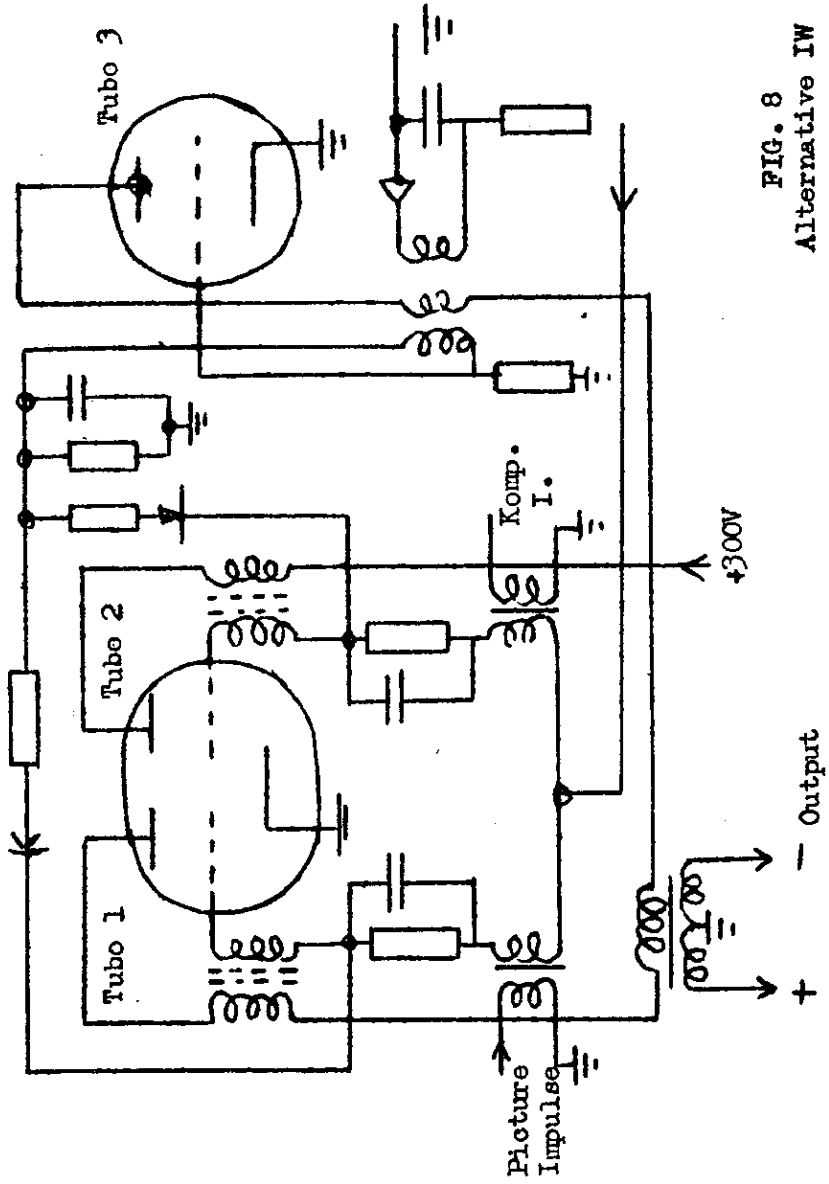 Tubo 1
Tubo 2
Tubo 3
Picture
Impulse
Komp.
I.
+300V
+
-
Output
FIG. 8
Alternative IW